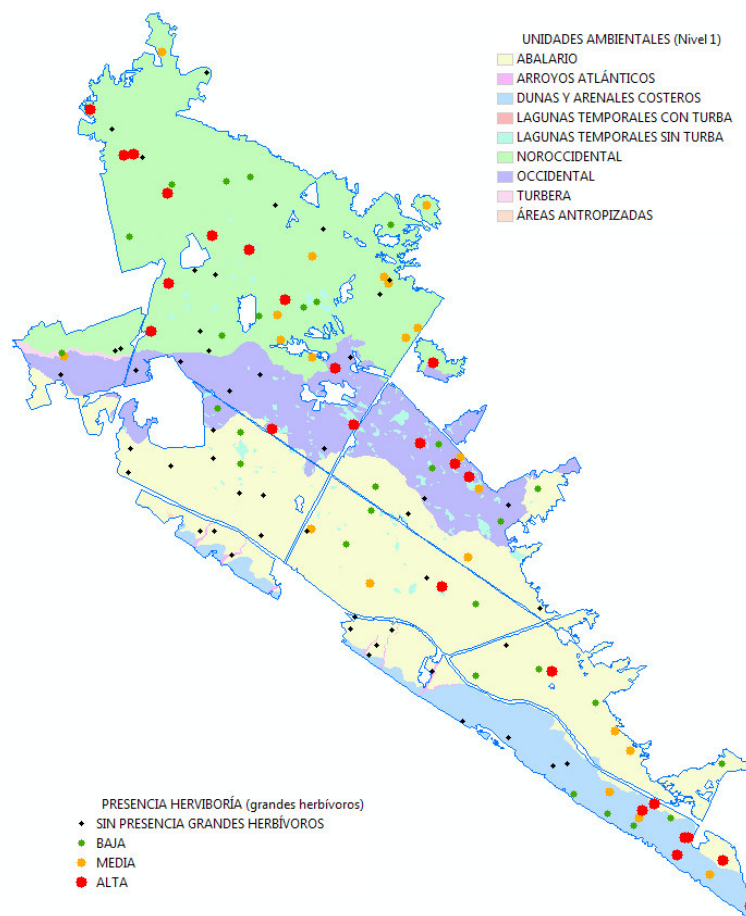 UNIDADES AMBIENTALES (Nivel 1)
ABALARIO
ARROYOS ATLÁNTICOS
DUNAS Y ARENALES COSTEROS
LAGUNAS TEMPORALES CON TURBA
LAGUNAS TEMPORALES SIN TURBA
NOROCCIDENTAL
OCCIDENTAL
TURBERA
ÁREAS ANTROPIZADAS
PRESENCIA HERVIBORÍA (grandes herbívoros)
SIN PRESENCIA GRANDES HERBÍVOROS
BAJA
MEDIA
ALTA